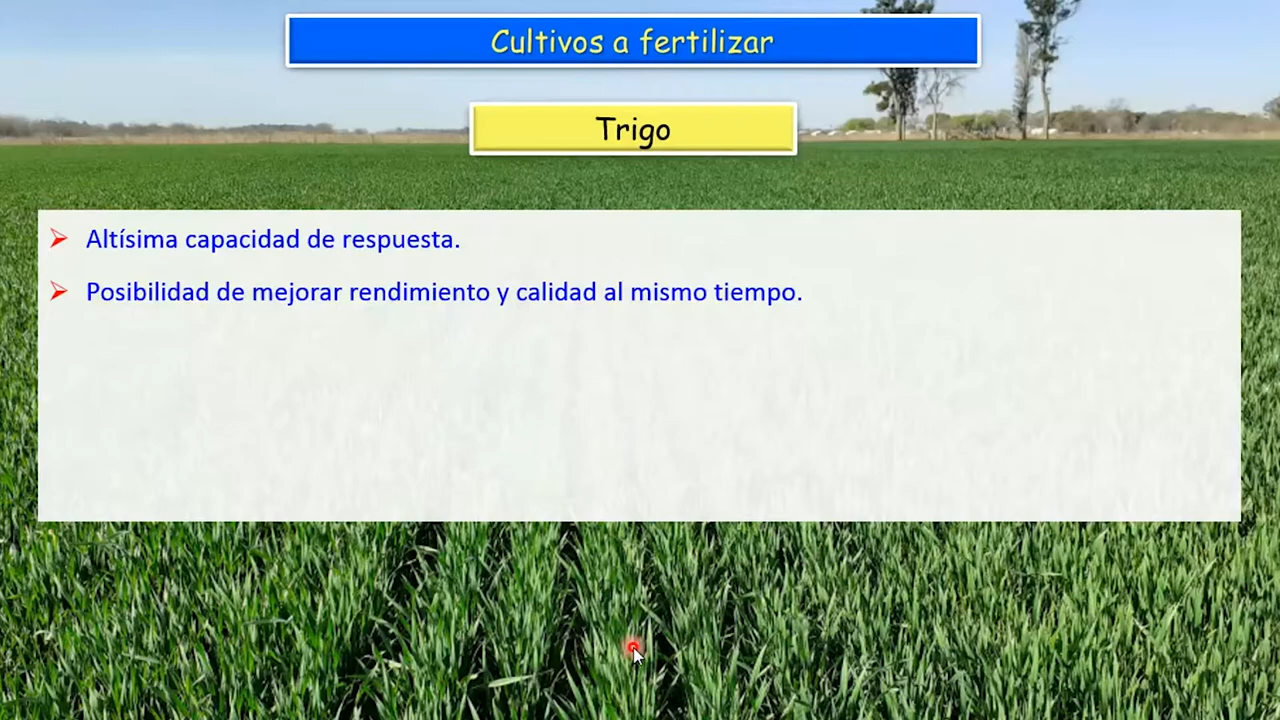 Cultivos a fertilizar
Trigo
Altísima capacidad de respuesta.
Posibilidad de mejorar rendimiento y calidad al mismo tiempo.